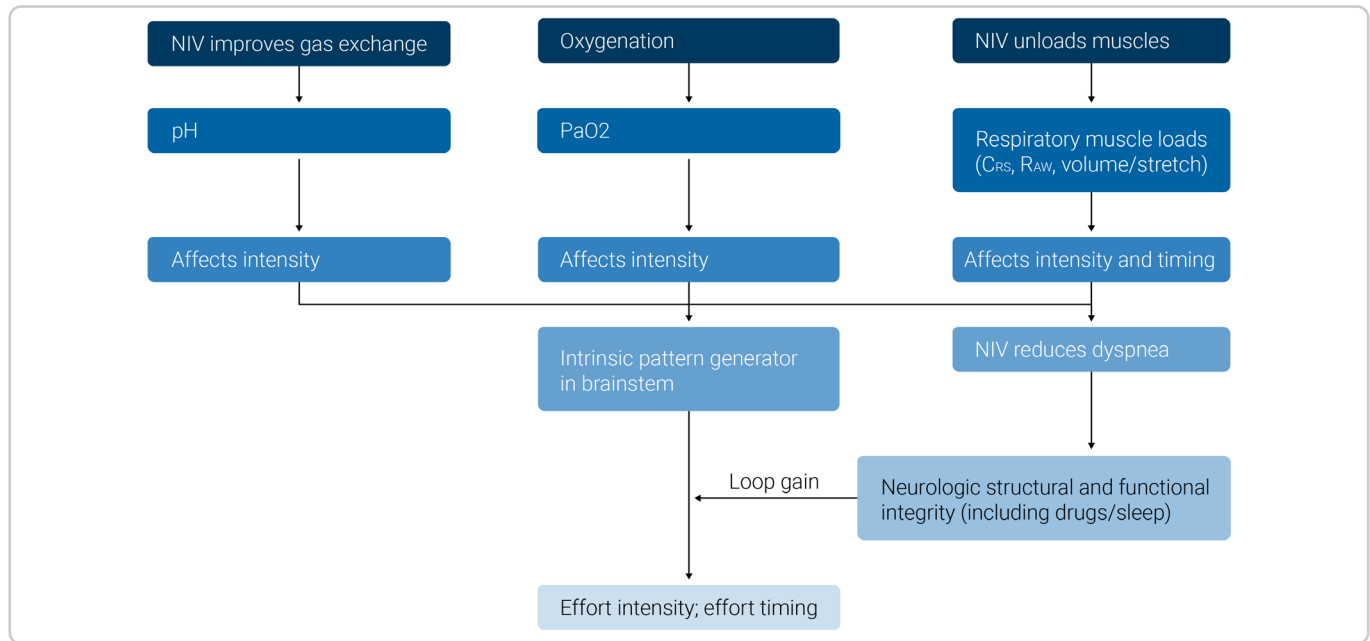 NIV improves gas exchange
Oxygenation
NIV unloads muscles
pH
PaO2
Respiratory muscle loads
(CRS, RAW, volume/stretch)
Affects intensity
Affects intensity
Affects intensity and timing
Intrinsic pattern generator
in brainstem
NIV reduces dyspnea
Loop gain
Neurologic structural and functional
integrity (including drugs/sleep)
Effort intensity; effort timing